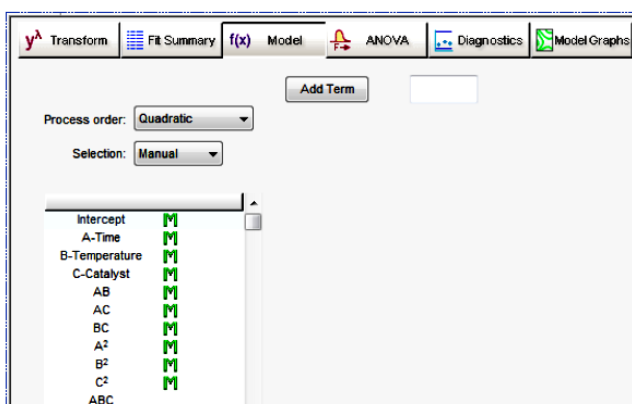 yλ Transform Fit Summary f(x) Model ANOVA Diagnostics Model Graphs
Add Term
Process order: Quadratic
Selection: Manual
Intercept M
A-Time M
B-Temperature M
C-Catalyst M
AB M
AC M
BC M
A² M
B² M
C² M
ABC